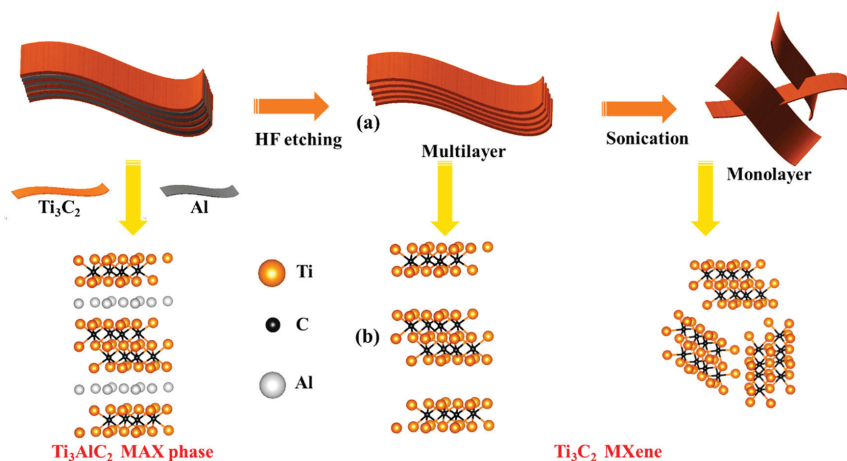 (a)
HF etching
Multilayer
Sonication
Monolayer
Ti₃C₂
Al
Ti
C
(b)
Al
Ti₃AlC₂ MAX phase
Ti₃C₂ MXene